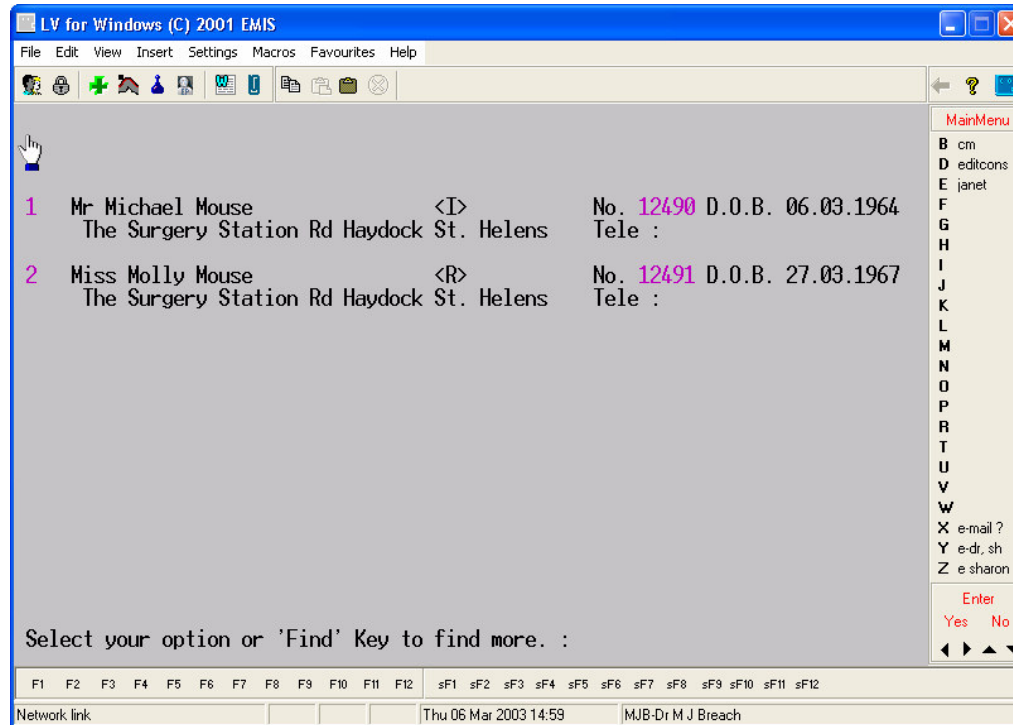 LV for Windows (C) 2001 EMIS
File Edit View Insert Settings Macros Favourites Help
1 Mr Michael Mouse <I> No. 12490 D.O.B. 06.03.1964
The Surgery Station Rd Haydock St. Helens Tele :
2 Miss Molly Mouse <R> No. 12491 D.O.B. 27.03.1967
The Surgery Station Rd Haydock St. Helens Tele :
Select your option or 'Find' Key to find more. :
MainMenu
B cm
D editcons
E janet
F
G
H
I
J
K
L
M
N
O
P
R
T
U
V
W
X e-mail ?
Y e-dr, sh
Z e sharon
Enter
Yes No
F1 F2 F3 F4 F5 F6 F7 F8 F9 F10 F11 F12 sF1 sF2 sF3 sF4 sF5 sF6 sF7 sF8 sF9 sF10 sF11 sF12
Network link Thu 06 Mar 2003 14:59 MJB-Dr M J Breach